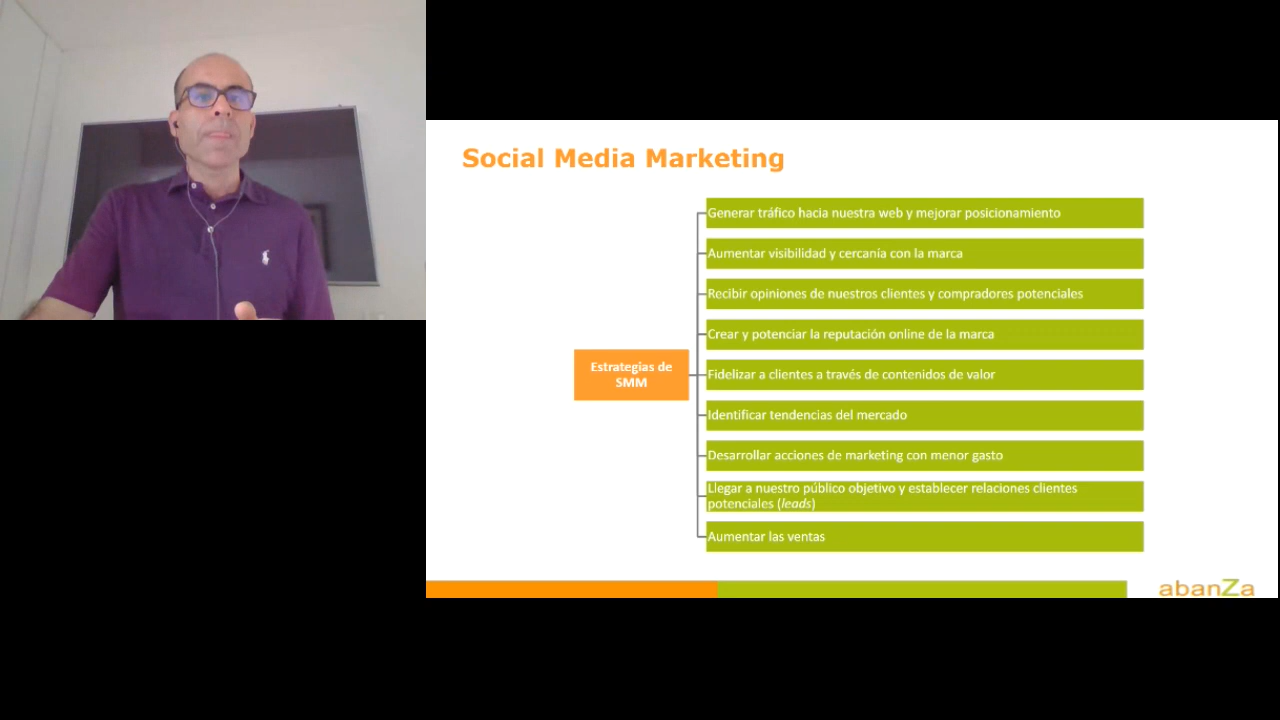 Social Media Marketing
Generar tráfico hacia nuestra web y mejorar posicionamiento
Aumentar visibilidad y cercanía con la marca
Recibir opiniones de nuestros clientes y compradores potenciales
Crear y potenciar la reputación online de la marca
Estrategias de
SMM
Fidelizar a clientes a través de contenidos de valor
Identificar tendencias del mercado
Desarrollar acciones de marketing con menor gasto
Llegar a nuestro público objetivo y establecer relaciones clientes
potenciales (leads)
Aumentar las ventas
abanZa